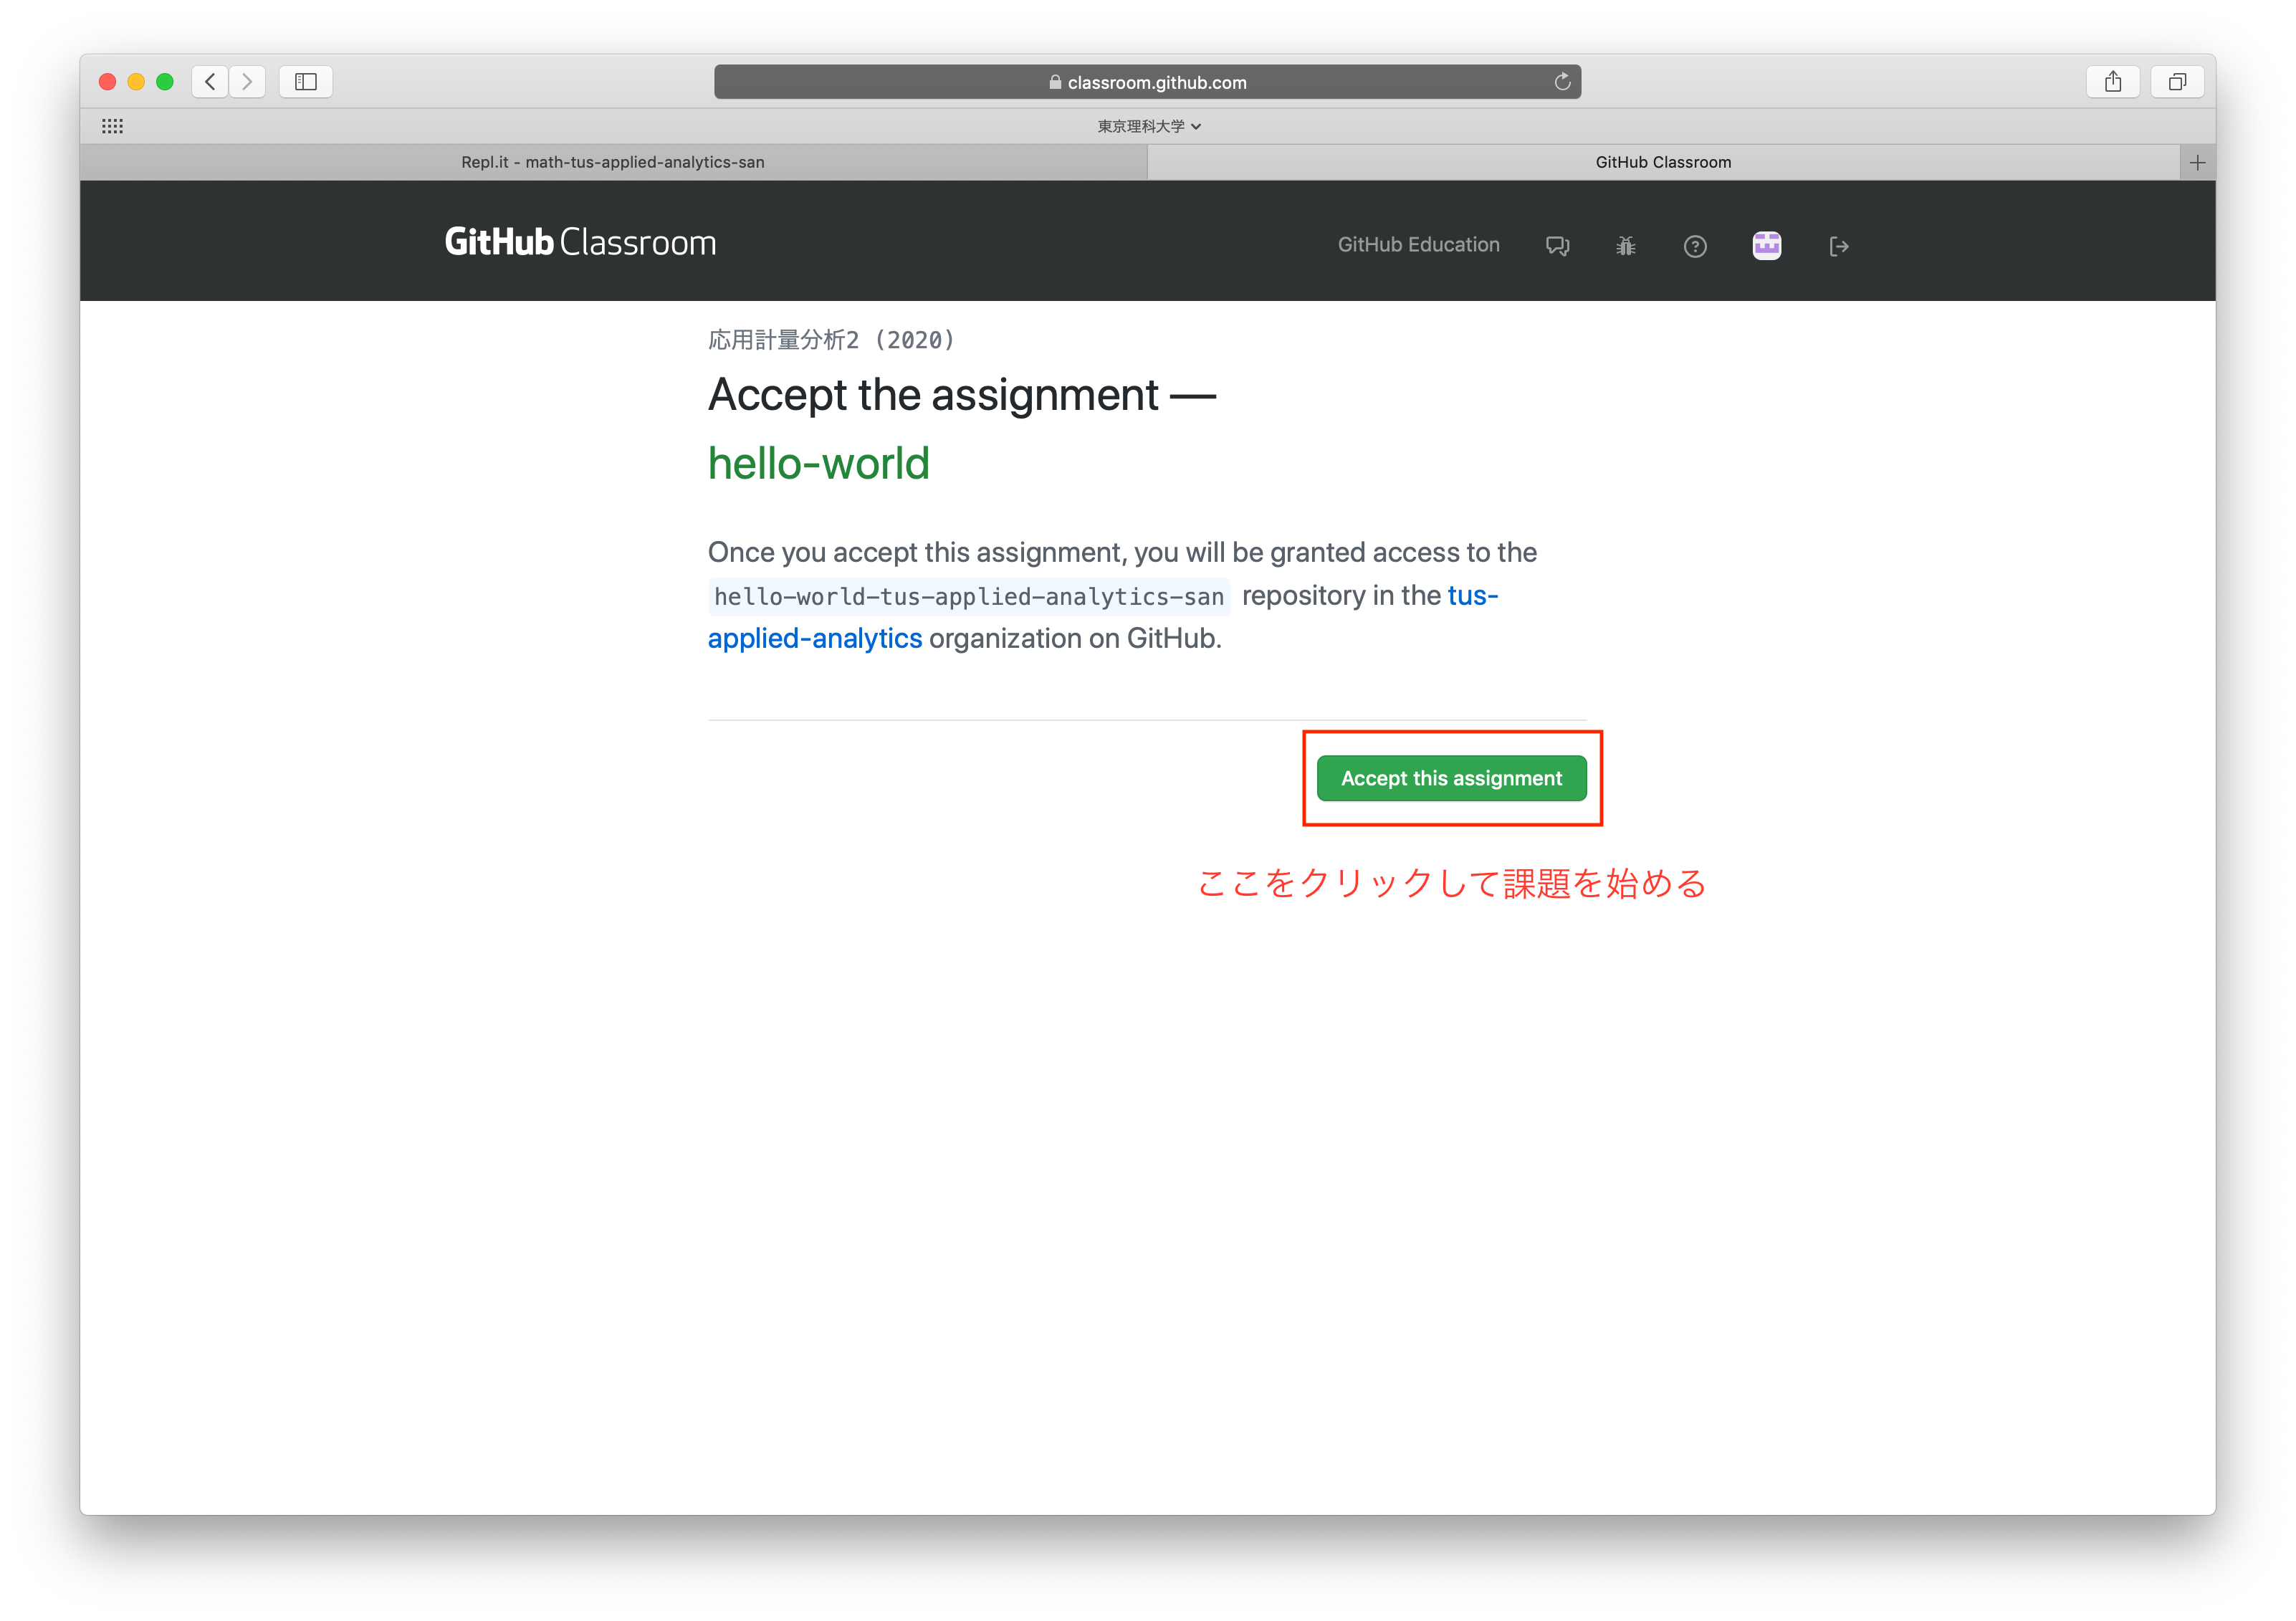 classroom.github.com
東京理科大学
Repl.it - math-tus-applied-analytics-san
GitHub Classroom
GitHub Classroom
GitHub Education
応用計量分析2 (2020)
Accept the assignment —
hello-world
Once you accept this assignment, you will be granted access to the
hello-world-tus-applied-analytics-san repository in the tus-
applied-analytics organization on GitHub.
Accept this assignment
ここをクリックして課題を始める